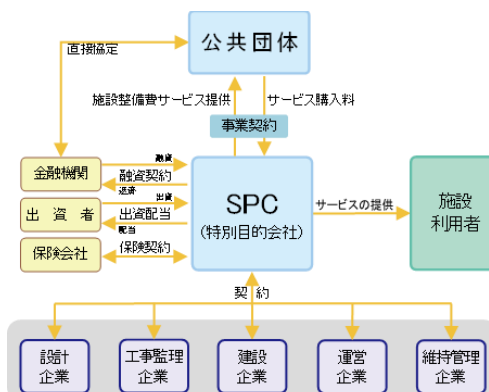 公共団体
直接協定
施設整備費サービス提供
サービス購入料
事業契約
金融機関
融資
融資契約
返済
出資者
出資
出資配当
配当
保険会社
保険契約
SPC
(特別目的会社)
サービスの提供
施設
利用者
契約
設計
企業
工事監理
企業
建設
企業
運営
企業
維持管理
企業